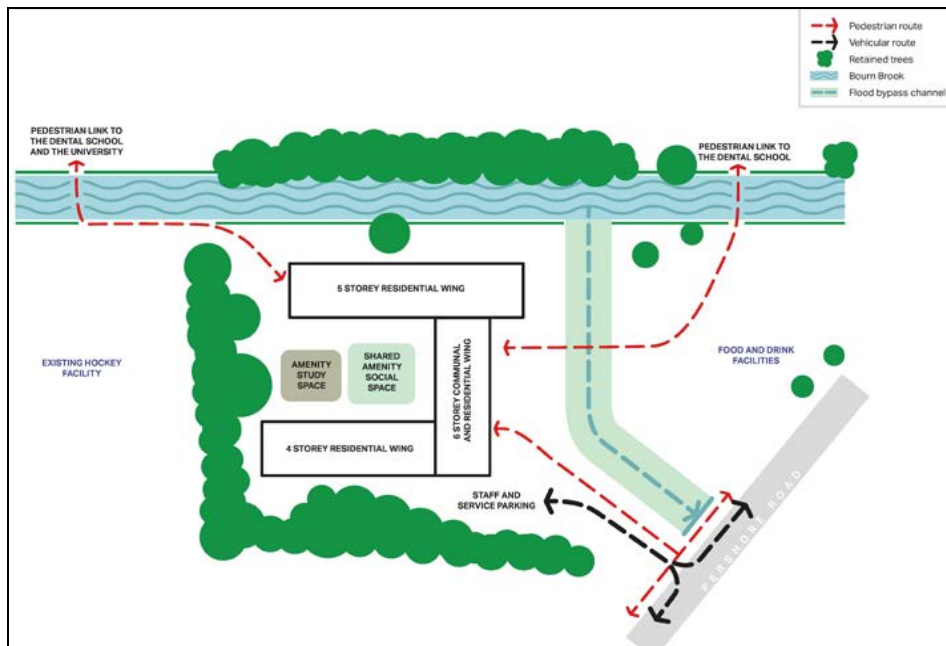 Pedestrian route
Vehicular route
Retained trees
Bourn Brook
Flood bypass channel
PEDESTRIAN LINK TO
THE DENTAL SCHOOL
AND THE UNIVERSITY
PEDESTRIAN LINK TO
THE DENTAL SCHOOL
5 STOREY RESIDENTIAL WING
EXISTING HOCKEY
FACILITY
AMENITY
STUDY
SPACE
SHARED
AMENITY
SOCIAL
SPACE
6 STOREY COMMUNAL
AND RESIDENTIAL WING
FOOD AND DRINK
FACILITIES
4 STOREY RESIDENTIAL WING
STAFF AND
SERVICE PARKING
PERSHORE ROAD